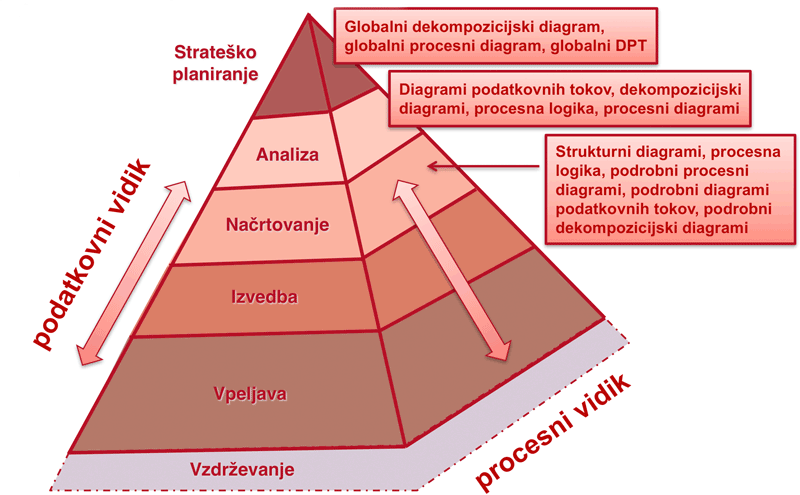 Strateško
planiranje
Globalni dekompozicijski diagram,
globalni procesni diagram, globalni DPT
Diagrami podatkovnih tokov, dekompozicijski
diagrami, procesna logika, procesni diagrami
Analiza
Strukturni diagrami, procesna
logika, podrobni procesni
diagrami, podrobni diagrami
podatkovnih tokov, podrobni
dekompozicijski diagrami
Načrtovanje
podatkovni vidik
Izvedba
Vpeljava
procesni vidik
Vzdrževanje